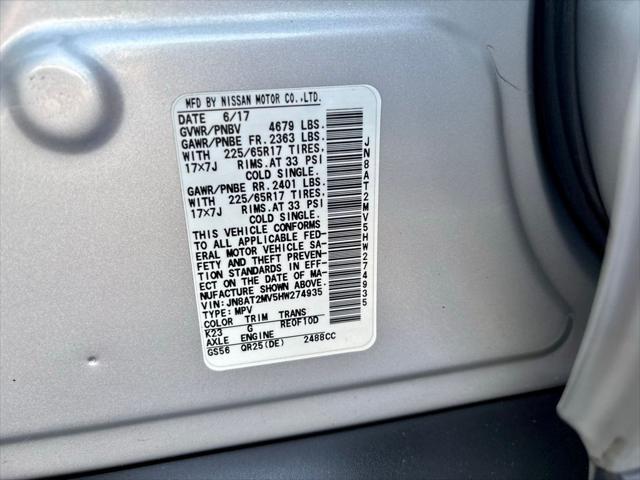 MFD BY NISSAN MOTOR CO.,LTD.
DATE 6/17
GVWR/PNBV 4679 LBS.
GAWR/PNBE FR. 2363 LBS.
WITH 225/65R17 TIRES.
17×7J RIMS. AT 33 PSI
COLD SINGLE.
GAWR/PNBE RR. 2401 LBS.
WITH 225/65R17 TIRES.
17×7J RIMS. AT 33 PSI
COLD SINGLE.
THIS VEHICLE CONFORMS
TO ALL APPLICABLE FED-
ERAL MOTOR VEHICLE SA-
FETY AND THEFT PREVEN-
TION STANDARDS IN EFF-
ECT ON THE DATE OF MA-
NUFACTURE SHOWN ABOVE.
VIN: JN8AT2MV5HW274935
TYPE: MPV
COLOR TRIM TRANS
K23 G RE0F10D
AXLE ENGINE
GS56 QR25(DE) 2488CC
JN8AT2MV5HW274935